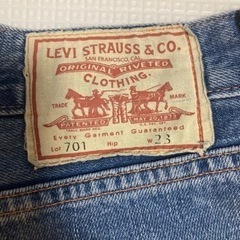 LEVI STRAUSS & CO.
SAN FRANCISCO, CAL.
ORIGINAL RIVETED
CLOTHING.
TRADE MARK
PATENTED MAY 20 1873
Every Garment Guaranteed
Lot 701 Hip W 23